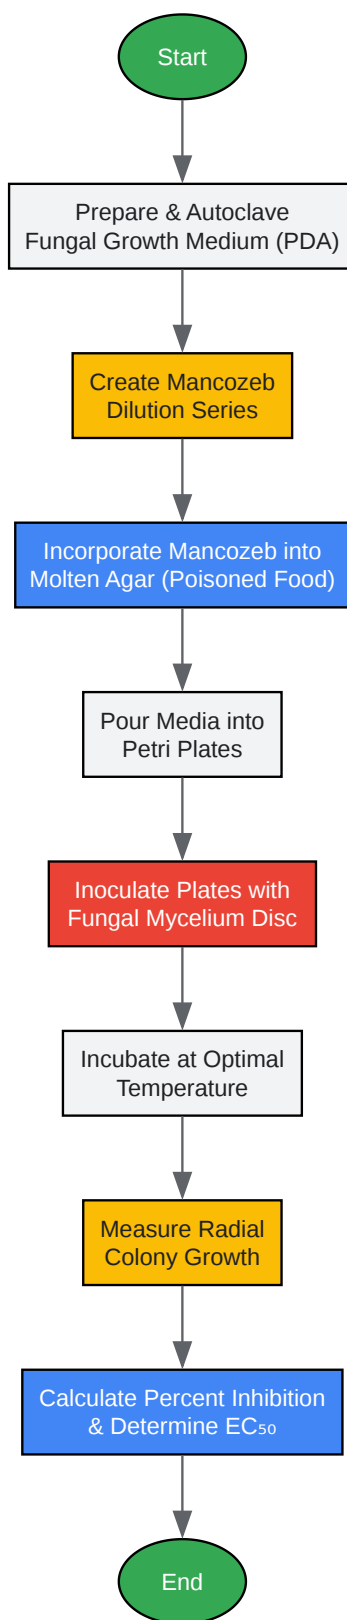 Start
Prepare & Autoclave
Fungal Growth Medium (PDA)
Create Mancozeb
Dilution Series
Incorporate Mancozeb into
Molten Agar (Poisoned Food)
Pour Media into
Petri Plates
Inoculate Plates with
Fungal Mycelium Disc
Incubate at Optimal
Temperature
Measure Radial
Colony Growth
Calculate Percent Inhibition
& Determine EC₅₀
End